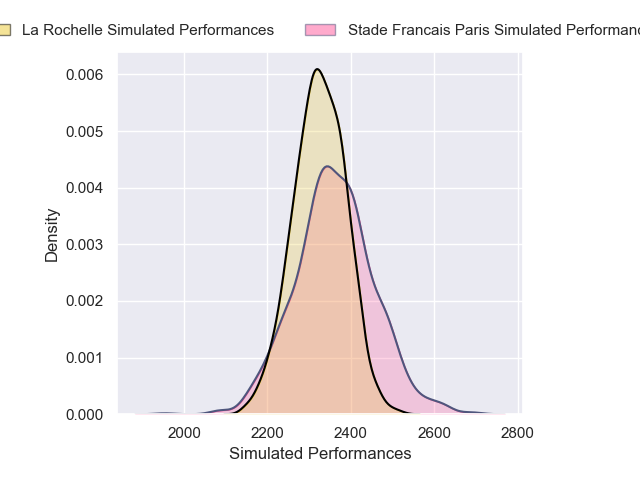 La Rochelle Simulated Performances
Stade Francais Paris Simulated
0.006
0.005
0.004
0.003
0.002
0.001
0.000
Density
2000 2200 2400 2600 2800
Simulated Performances